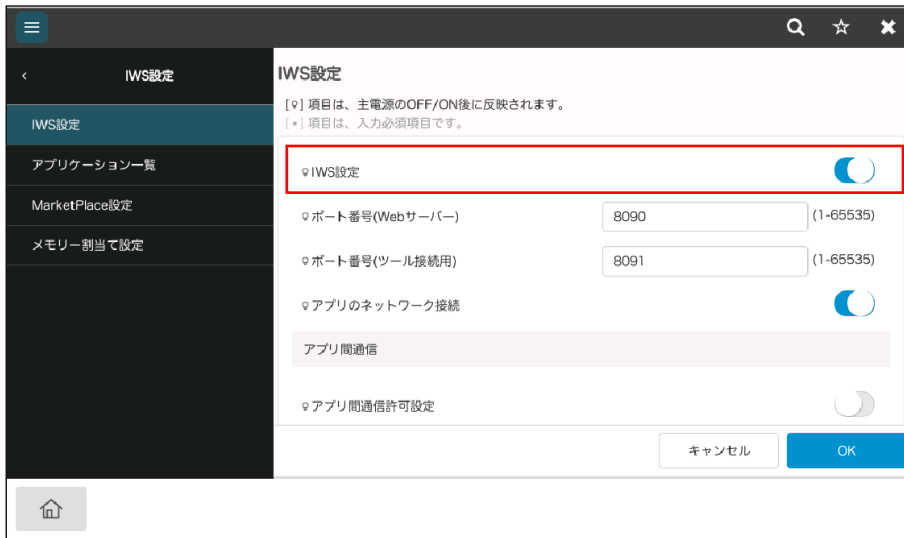 IWS設定
IWS設定
アプリケーション一覧
MarketPlace設定
メモリー割当て設定
IWS設定
[♀] 項目は、主電源のOFF/ON後に反映されます。
[•] 項目は、入力必須項目です。
♀IWS設定
♀ポート番号(Webサーバー) 8090 (1-65535)
♀ポート番号(ツール接続用) 8091 (1-65535)
♀アプリのネットワーク接続
アプリ間通信
♀アプリ間通信許可設定
キャンセル OK